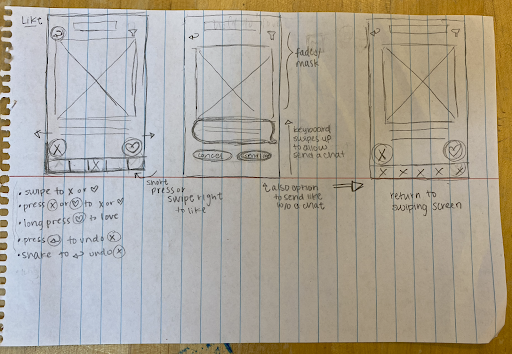 Like
faded/
mask
keyboard
swipes up
to allow
send a chat
cancel
short
press or
swipe right
to like
also option
to send like
w/o a chat
return to
swiping screen
• swipe to X or ♡
• press X or ♡ to X or ♡
• long press ♡ to love
• press ↩ to undo X
• shake to ↩ undo X